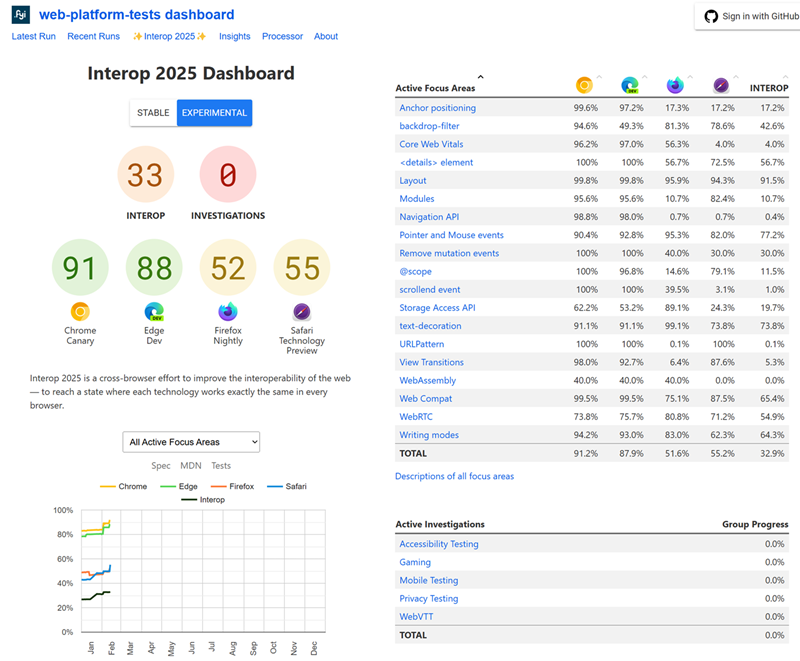 .fyi web-platform-tests dashboard
Sign in with GitHub
Latest Run Recent Runs ✨Interop 2025✨ Insights Processor About
Interop 2025 Dashboard
STABLE EXPERIMENTAL
33 0
INTEROP INVESTIGATIONS
91 88 52 55
DEV
Chrome Canary
Edge Dev
Firefox Nightly
Safari Technology Preview
Interop 2025 is a cross-browser effort to improve the interoperability of the web
— to reach a state where each technology works exactly the same in every
browser.
All Active Focus Areas
Spec MDN Tests
Chrome Edge Firefox Safari
Interop
100%
80%
60%
40%
20%
0%
Jan Feb Mar Apr May Jun Jul Aug Sep Oct Nov Dec
Active Focus Areas DEV INTEROP
Anchor positioning 99.6% 97.2% 17.3% 17.2% 17.2%
backdrop-filter 94.6% 49.3% 81.3% 78.6% 42.6%
Core Web Vitals 96.2% 97.0% 56.3% 4.0% 4.0%
<details> element 100% 100% 56.7% 72.5% 56.7%
Layout 99.8% 99.8% 95.9% 94.3% 91.5%
Modules 95.6% 95.6% 10.7% 82.4% 10.7%
Navigation API 98.8% 98.0% 0.7% 0.7% 0.4%
Pointer and Mouse events 90.4% 92.8% 95.3% 82.0% 77.2%
Remove mutation events 100% 100% 40.0% 30.0% 30.0%
@scope 100% 96.8% 14.6% 79.1% 11.5%
scrollend event 100% 100% 39.5% 3.1% 1.0%
Storage Access API 62.2% 53.2% 89.1% 24.3% 19.7%
text-decoration 91.1% 91.1% 99.1% 73.8% 73.8%
URLPattern 100% 100% 0.1% 100% 0.1%
View Transitions 98.0% 92.7% 6.4% 87.6% 5.3%
WebAssembly 40.0% 40.0% 40.0% 0.0% 0.0%
Web Compat 99.5% 99.5% 75.1% 87.5% 65.4%
WebRTC 73.8% 75.7% 80.8% 71.2% 54.9%
Writing modes 94.2% 93.0% 83.0% 62.3% 64.3%
TOTAL 91.2% 87.9% 51.6% 55.2% 32.9%
Descriptions of all focus areas
Active Investigations Group Progress
Accessibility Testing 0.0%
Gaming 0.0%
Mobile Testing 0.0%
Privacy Testing 0.0%
WebVTT 0.0%
TOTAL 0.0%